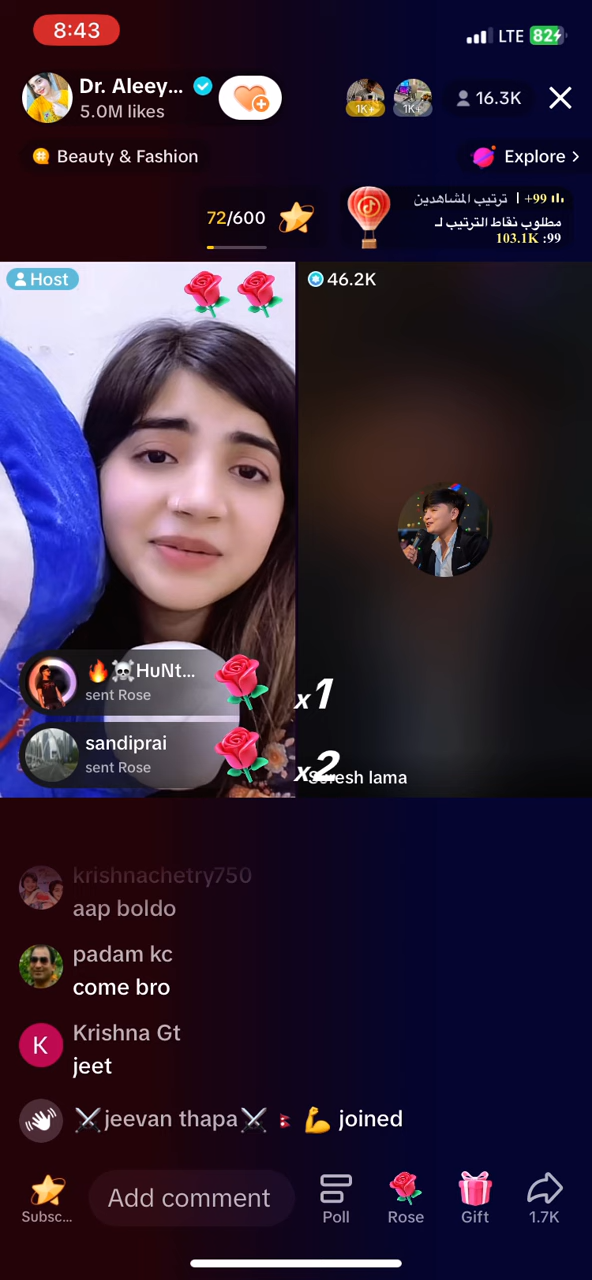 8:43
LTE 82
Dr. Aleey...
5.0M likes
1K+
1K+
16.3K
Beauty & Fashion
Explore >
72/600
ترتيب المشاهدين | +99
مطلوب نقاط الترتيب لـ
99: 103.1K
Host
46.2K
🔥☠️HuNt...
sent Rose
x1
sandiprai
sent Rose
x2
Suresh lama
krishnachetry750
aap boldo
padam kc
come bro
K
Krishna Gt
jeet
⚔️jeevan thapa⚔️ 🇳🇵 💪 joined
Subsc...
Add comment
Poll
Rose
Gift
1.7K